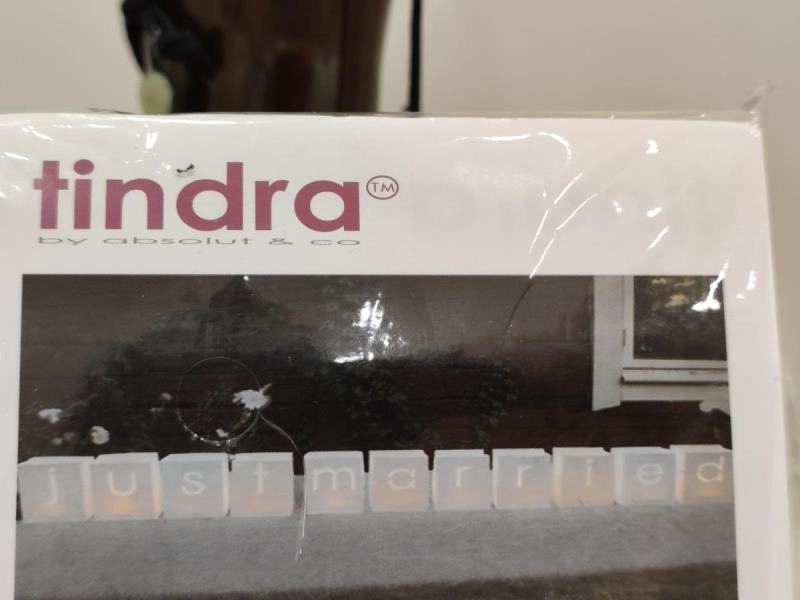 tindra™
by absolut & co
just married